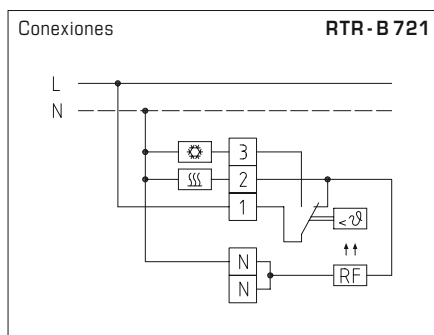 Conexiones RTR-B 721
L
N
3
2
1
< ϑ
N
N
RF